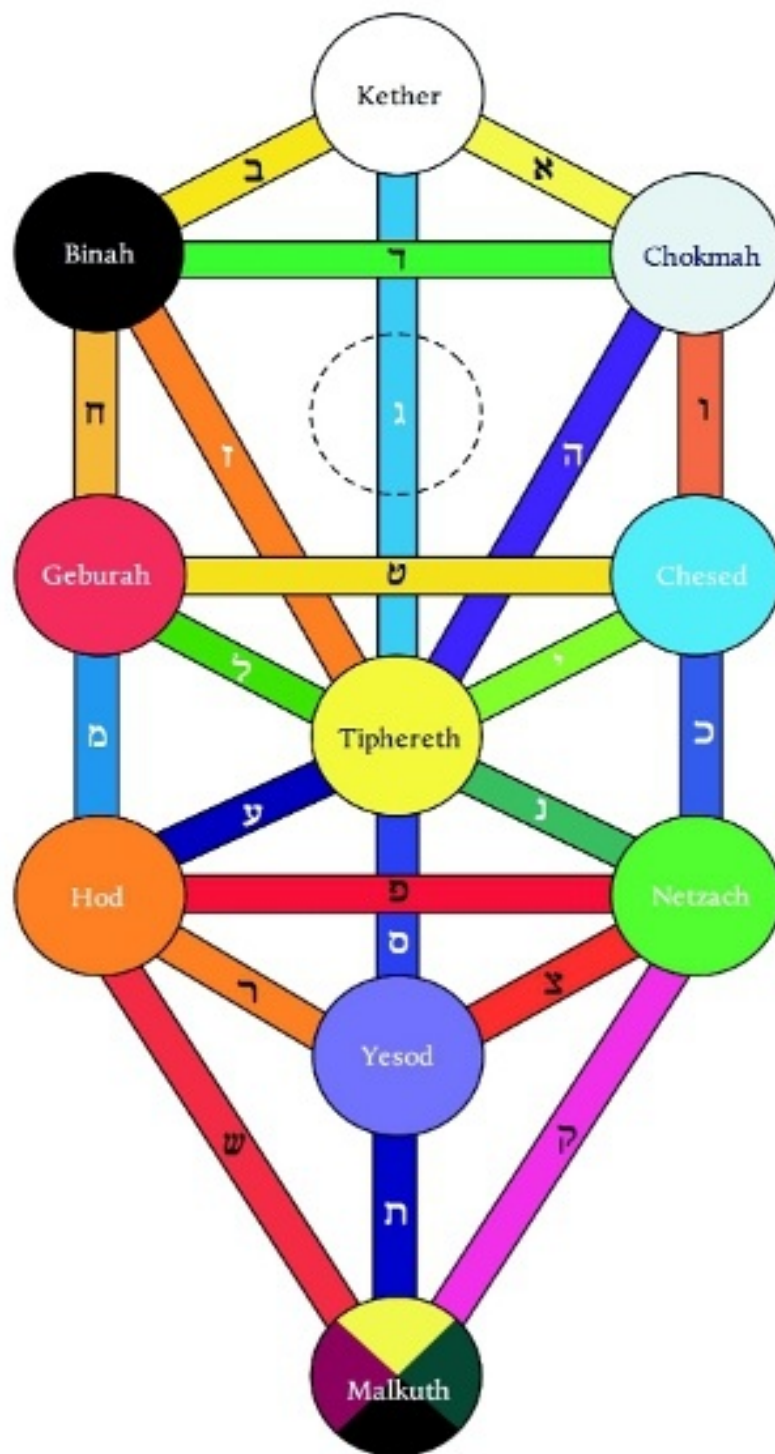 Kether
ב
א
Binah
ד
Chokmah
ח
ז
ג
ה
ו
Geburah
ט
Chesed
ל
י
מ
Tiphereth
כ
ע
נ
Hod
פ
Netzach
ס
ר
צ
Yesod
ש
ק
ת
Malkuth